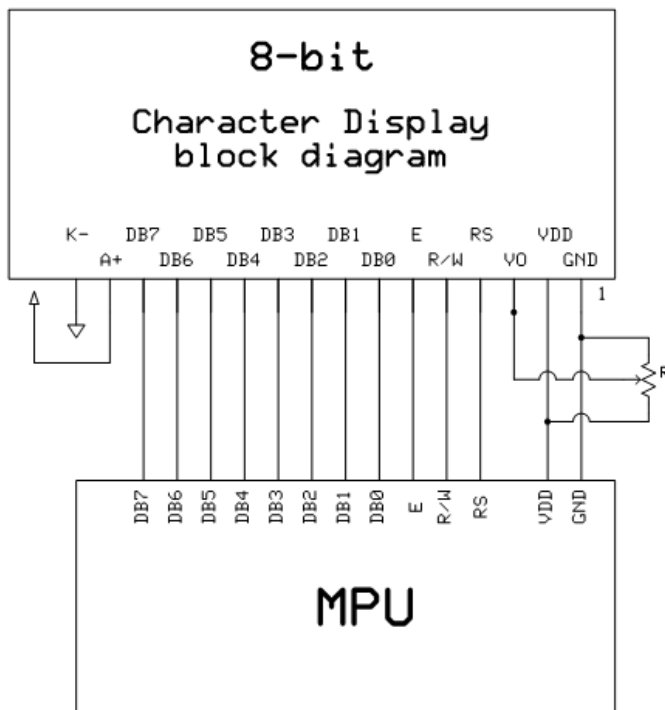 8-bit
Character Display
block diagram
K- DB7 DB5 DB3 DB1 E RS VDD
A+ DB6 DB4 DB2 DB0 R/W VO GND
1
R
DB7 DB6 DB5 DB4 DB3 DB2 DB1 DB0 E R/W RS VDD GND
MPU